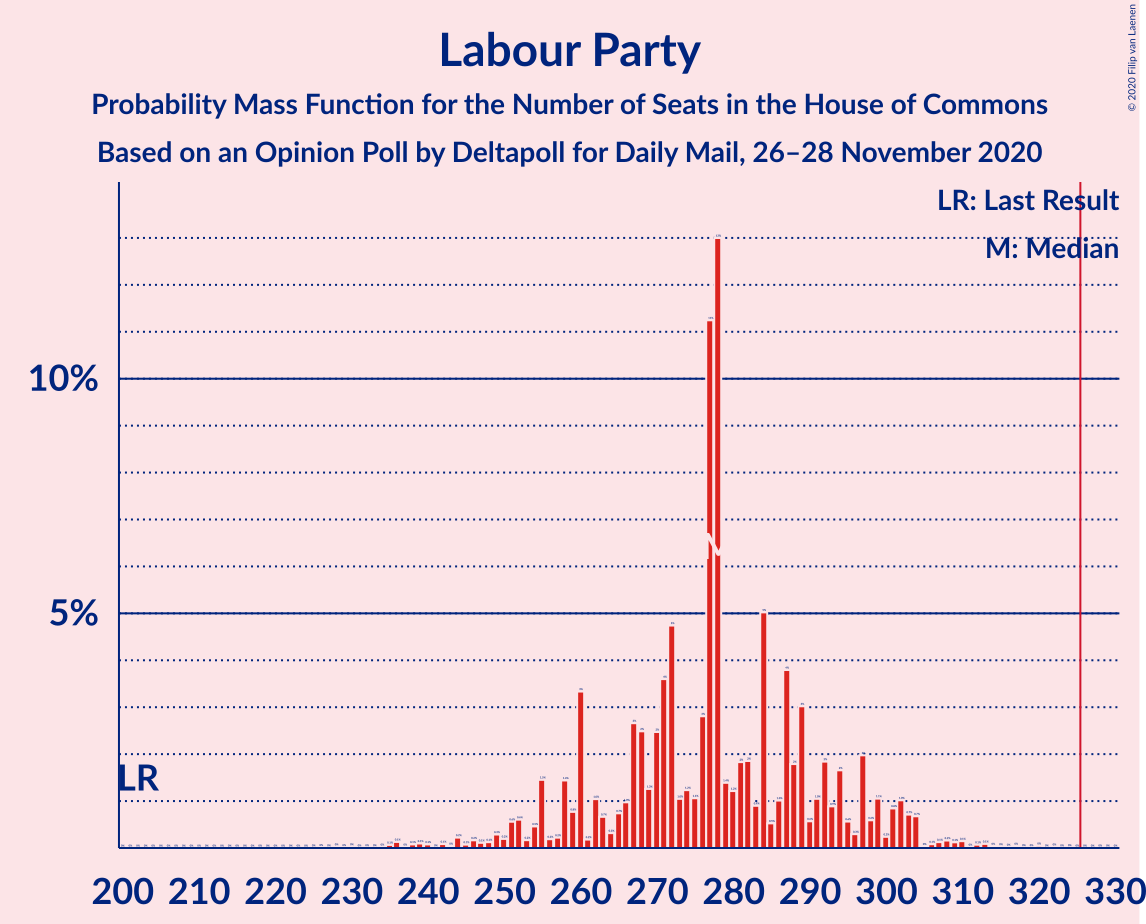 Labour Party
Probability Mass Function for the Number of Seats in the House of Commons
Based on an Opinion Poll by Deltapoll for Daily Mail, 26–28 November 2020
© 2020 Filip van Laenen
LR: Last Result
M: Median
10%
5%
M
LR
200 210 220 230 240 250 260 270 280 290 300 310 320 330